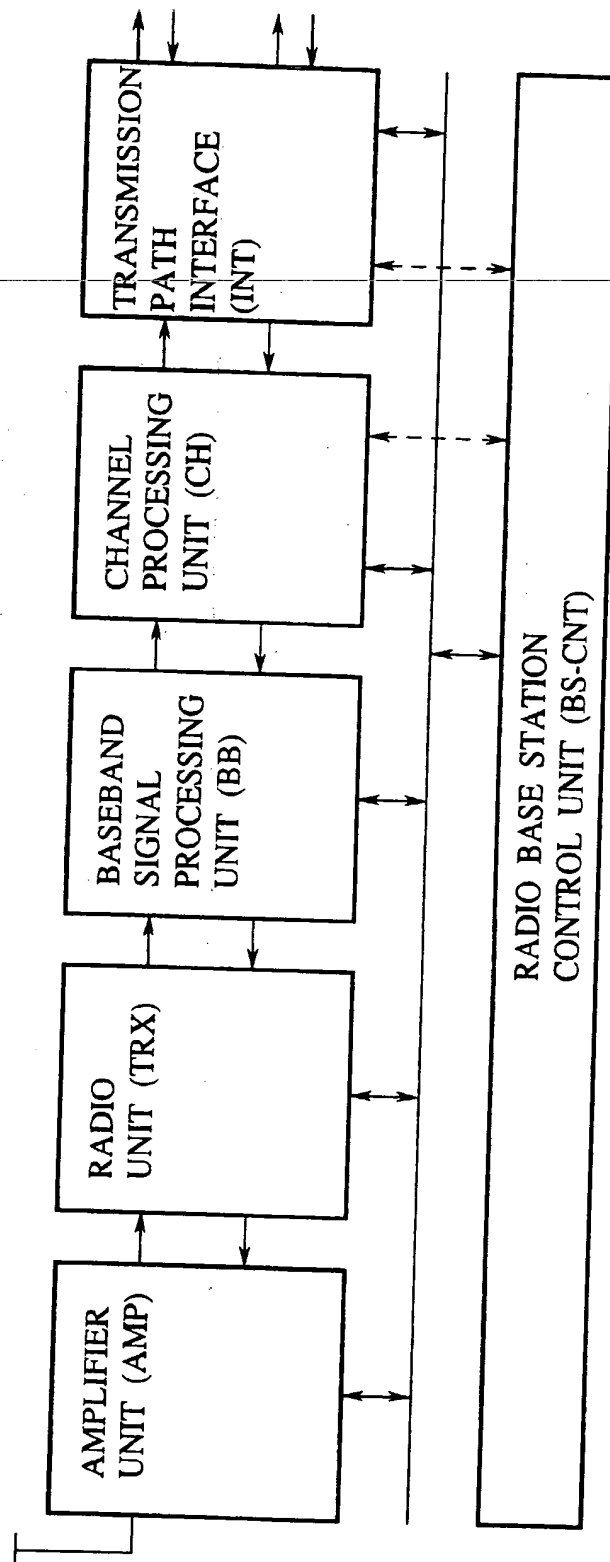 AMPLIFIER
UNIT (AMP)
RADIO
UNIT (TRX)
BASEBAND
SIGNAL
PROCESSING
UNIT (BB)
CHANNEL
PROCESSING
UNIT (CH)
TRANSMISSION
PATH
INTERFACE
(INT)
RADIO BASE STATION
CONTROL UNIT (BS-CNT)